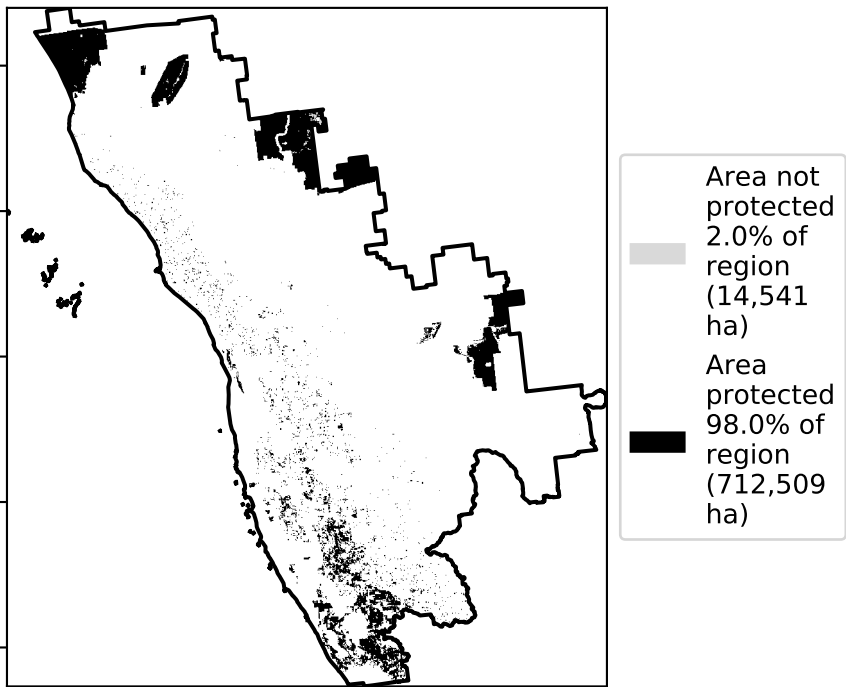 Area not
protected
2.0% of
region
(14,541
ha)
Area
protected
98.0% of
region
(712,509
ha)